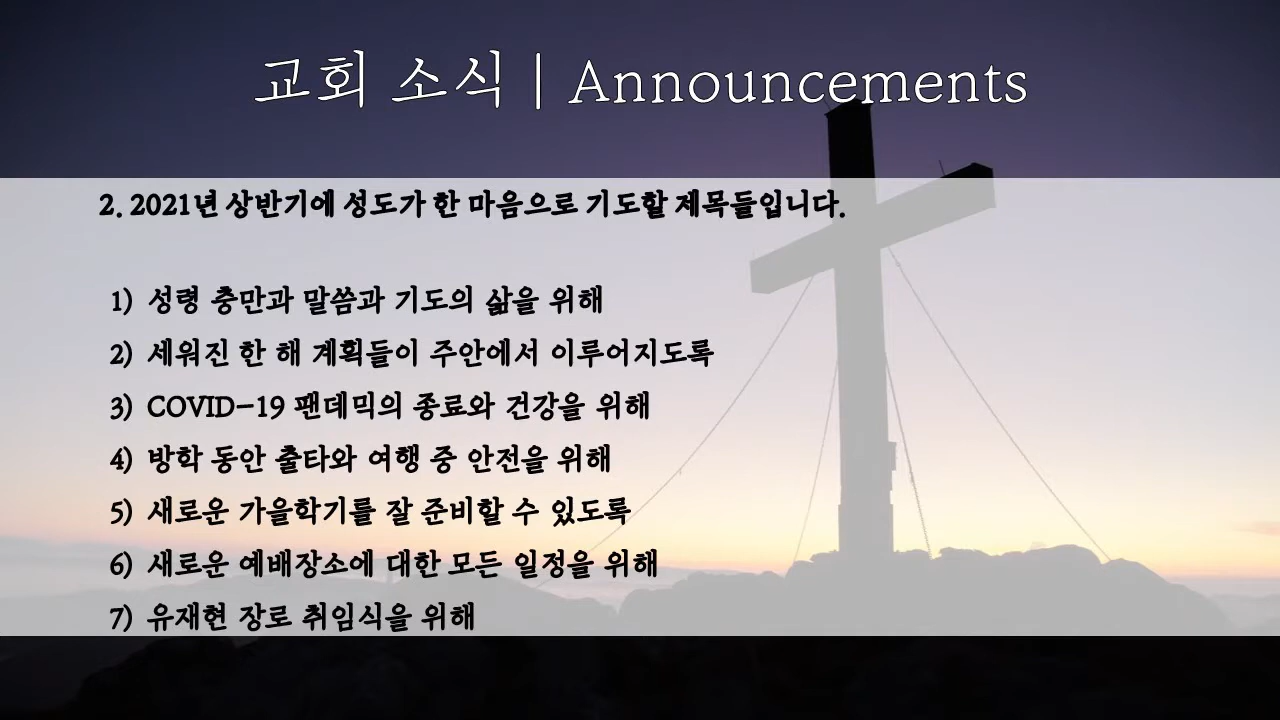 교회 소식 | Announcements
2. 2021년 상반기에 성도가 한 마음으로 기도할 제목들입니다.
1) 성령 충만과 말씀과 기도의 삶을 위해
2) 세워진 한 해 계획들이 주안에서 이루어지도록
3) COVID-19 팬데믹의 종료와 건강을 위해
4) 방학 동안 출타와 여행 중 안전을 위해
5) 새로운 가을학기를 잘 준비할 수 있도록
6) 새로운 예배장소에 대한 모든 일정을 위해
7) 유재현 장로 취임식을 위해